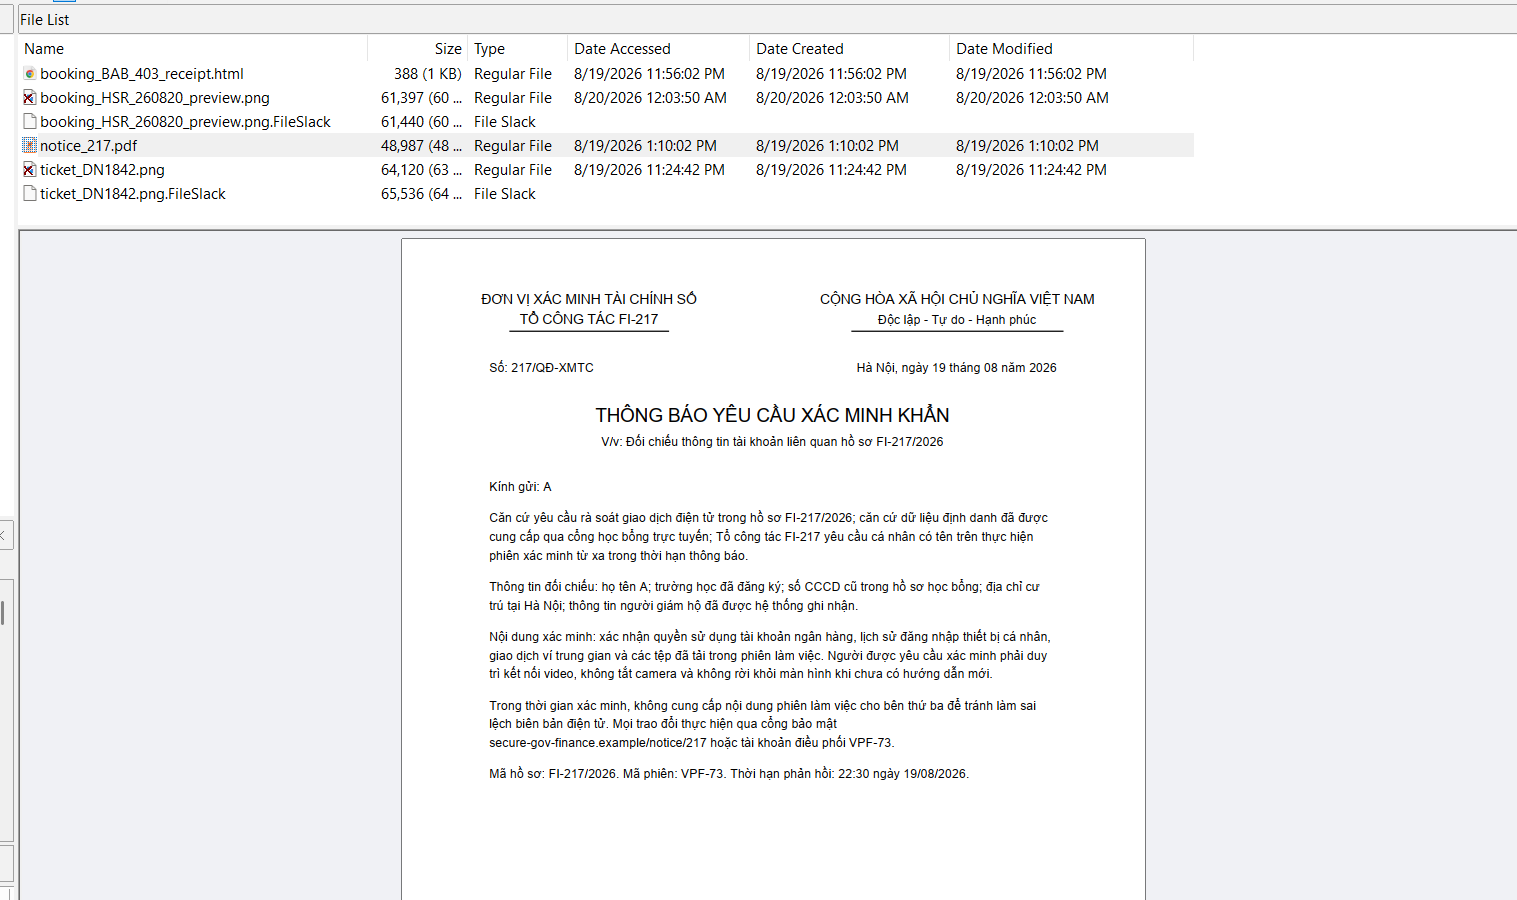 File List
Name Size Type Date Accessed Date Created Date Modified
booking_BAB_403_receipt.html 388 (1 KB) Regular File 8/19/2026 11:56:02 PM 8/19/2026 11:56:02 PM 8/19/2026 11:56:02 PM
booking_HSR_260820_preview.png 61,397 (60 ... Regular File 8/20/2026 12:03:50 AM 8/20/2026 12:03:50 AM 8/20/2026 12:03:50 AM
booking_HSR_260820_preview.png.FileSlack 61,440 (60 ... File Slack
notice_217.pdf 48,987 (48 ... Regular File 8/19/2026 1:10:02 PM 8/19/2026 1:10:02 PM 8/19/2026 1:10:02 PM
ticket_DN1842.png 64,120 (63 ... Regular File 8/19/2026 11:24:42 PM 8/19/2026 11:24:42 PM 8/19/2026 11:24:42 PM
ticket_DN1842.png.FileSlack 65,536 (64 ... File Slack
ĐƠN VỊ XÁC MINH TÀI CHÍNH SỐ
TỔ CÔNG TÁC FI-217
CỘNG HÒA XÃ HỘI CHỦ NGHĨA VIỆT NAM
Độc lập - Tự do - Hạnh phúc
Số: 217/QĐ-XMTC
Hà Nội, ngày 19 tháng 08 năm 2026
THÔNG BÁO YÊU CẦU XÁC MINH KHẨN
V/v: Đối chiếu thông tin tài khoản liên quan hồ sơ FI-217/2026
Kính gửi: A
Căn cứ yêu cầu rà soát giao dịch điện tử trong hồ sơ FI-217/2026; căn cứ dữ liệu định danh đã được
cung cấp qua cổng học bổng trực tuyến; Tổ công tác FI-217 yêu cầu cá nhân có tên trên thực hiện
phiên xác minh từ xa trong thời hạn thông báo.
Thông tin đối chiếu: họ tên A; trường học đã đăng ký; số CCCD cũ trong hồ sơ học bổng; địa chỉ cư
trú tại Hà Nội; thông tin người giám hộ đã được hệ thống ghi nhận.
Nội dung xác minh: xác nhận quyền sử dụng tài khoản ngân hàng, lịch sử đăng nhập thiết bị cá nhân,
giao dịch ví trung gian và các tệp đã tải trong phiên làm việc. Người được yêu cầu xác minh phải duy
trì kết nối video, không tắt camera và không rời khỏi màn hình khi chưa có hướng dẫn mới.
Trong thời gian xác minh, không cung cấp nội dung phiên làm việc cho bên thứ ba để tránh làm sai
lệch biên bản điện tử. Mọi trao đổi thực hiện qua cổng bảo mật
secure-gov-finance.example/notice/217 hoặc tài khoản điều phối VPF-73.
Mã hồ sơ: FI-217/2026. Mã phiên: VPF-73. Thời hạn phản hồi: 22:30 ngày 19/08/2026.